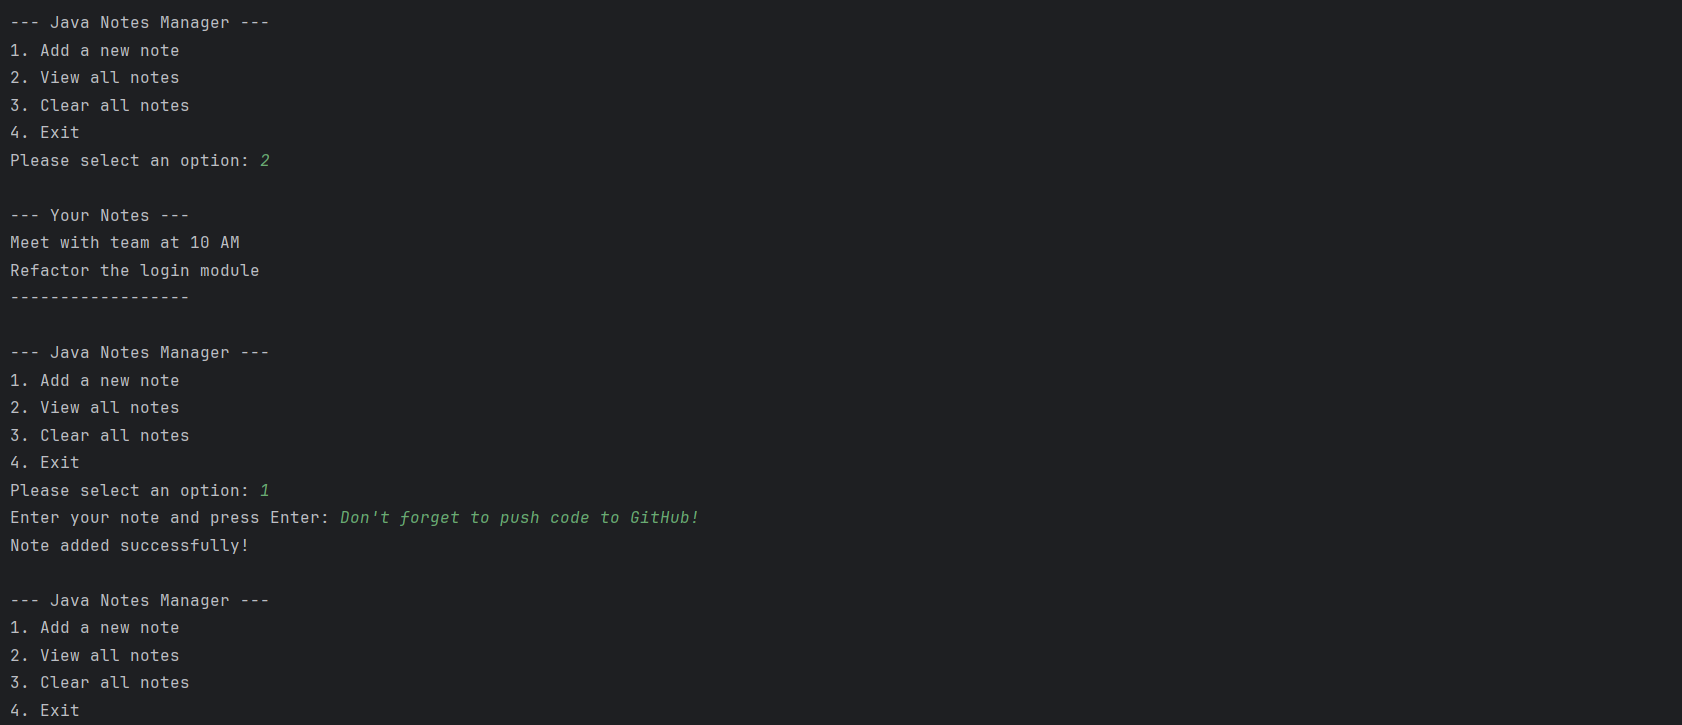 --- Java Notes Manager ---
1. Add a new note
2. View all notes
3. Clear all notes
4. Exit
Please select an option: 2
--- Your Notes ---
Meet with team at 10 AM
Refactor the login module
------------------
--- Java Notes Manager ---
1. Add a new note
2. View all notes
3. Clear all notes
4. Exit
Please select an option: 1
Enter your note and press Enter: Don't forget to push code to GitHub!
Note added successfully!
--- Java Notes Manager ---
1. Add a new note
2. View all notes
3. Clear all notes
4. Exit